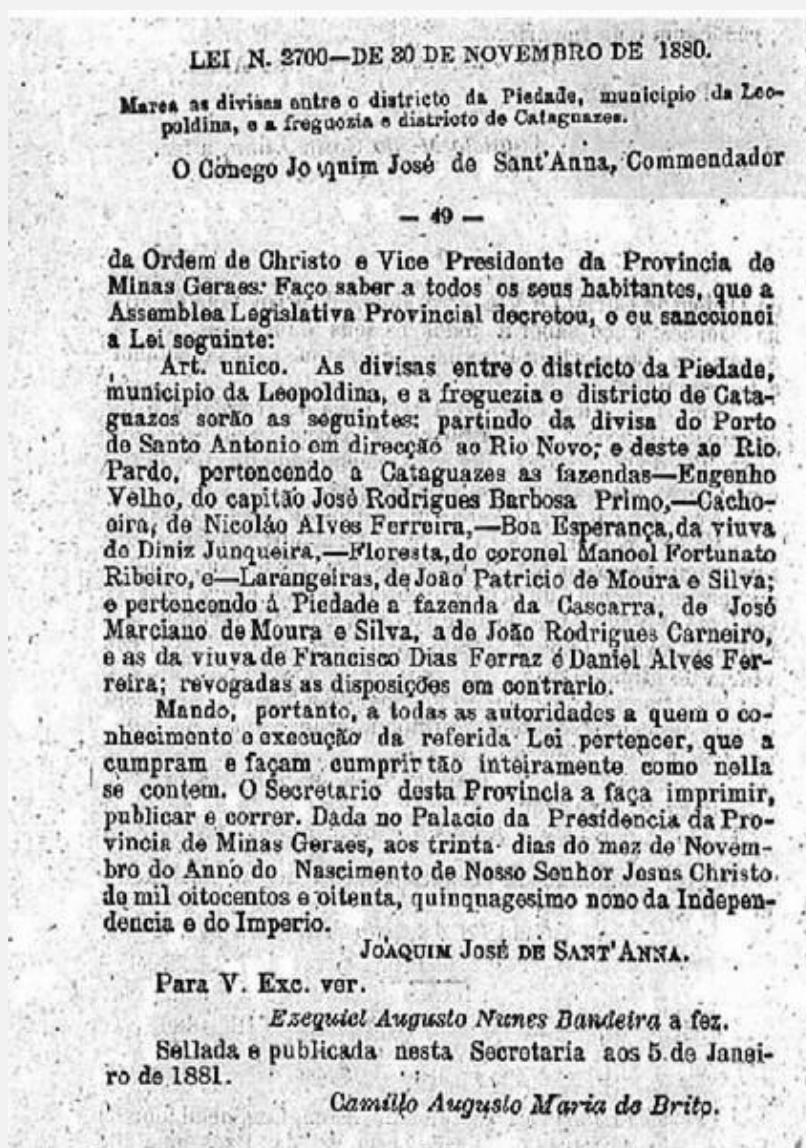 LEI N. 2700—DE 30 DE NOVEMBRO DE 1880.
Marca as divisas entre o districto da Piedade, municipio da Leo-
poldina, e a freguezia e districto de Cataguazes.
O Conego Joaquim José de Sant'Anna, Commendador
— 49 —
da Ordem de Christo e Vice Presidente da Provincia de
Minas Geraes: Faço saber a todos os seus habitantes, que a
Assemblea Legislativa Provincial decretou, e eu sanccionei
a Lei seguinte:
Art. unico. As divisas entre o districto da Piedade,
municipio da Leopoldina, e a freguezia e districto de Cata-
guazes serão as seguintes: partindo da divisa do Porto
de Santo Antonio em direcção ao Rio Novo; e deste ao Rio
Pardo, pertencendo a Cataguazes as fazendas—Engenho
Velho, do capitão José Rodrigues Barbosa Primo,—Cacho-
eira, de Nicoláo Alves Ferreira,—Boa Esperança, da viuva
de Diniz Junqueira,—Floresta, do coronel Manoel Fortunato
Ribeiro, e—Larangeiras, de João Patricio de Moura e Silva;
e pertencendo á Piedade a fazenda da Cascarra, de José
Marciano de Moura e Silva, a de João Rodrigues Carneiro,
e as da viuva de Francisco Dias Ferraz é Daniel Alves Fer-
reira; revogadas as disposições em contrario.
Mando, portanto, a todas as autoridades a quem o co-
nhecimento e execução da referida Lei pertencer, que a
cumpram e façam cumprir tão inteiramente como nella
se contem. O Secretario desta Provincia a faça imprimir,
publicar e correr. Dada no Palacio da Presidencia da Pro-
vincia de Minas Geraes, aos trinta dias do mez de Novem-
bro do Anno do Nascimento de Nosso Senhor Jesus Christo
de mil oitocentos e oitenta, quinquagesimo nono da Indepen-
dencia e do Imperio.
JOAQUIM JOSÉ DE SANT'ANNA.
Para V. Exc. ver.
Ezequiel Augusto Nunes Bandeira a fez.
Sellada e publicada nesta Secretaria aos 5 de Janei-
ro de 1881.
Camillo Augusto Maria de Brito.